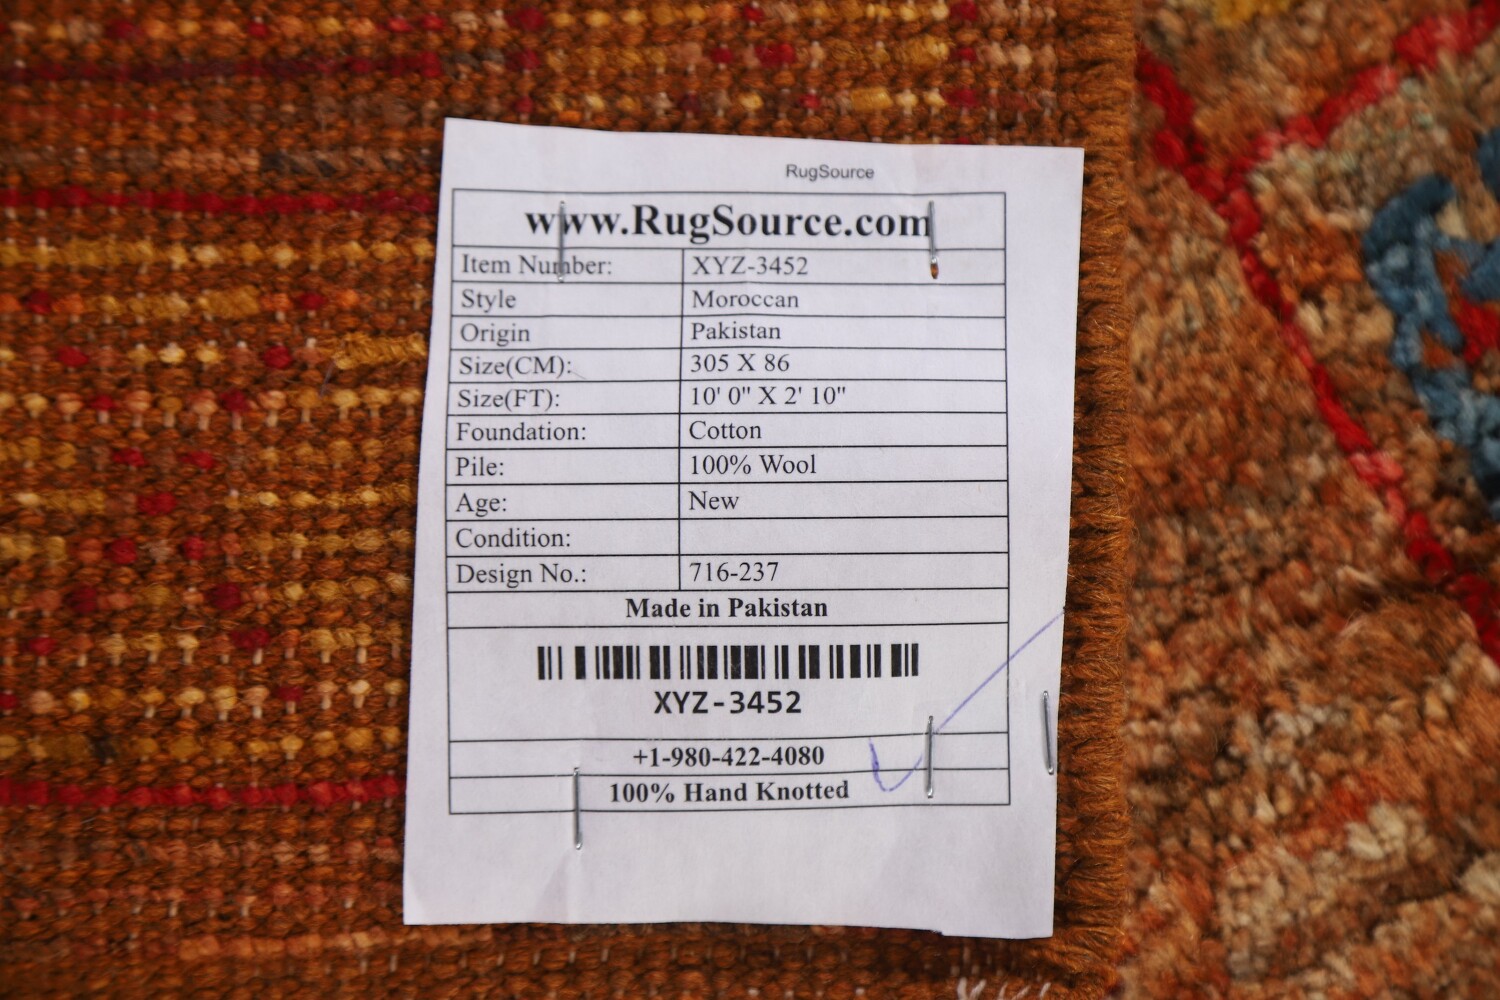 RugSource
www.RugSource.com
Item Number: XYZ-3452
Style Moroccan
Origin Pakistan
Size(CM): 305 X 86
Size(FT): 10' 0" X 2' 10"
Foundation: Cotton
Pile: 100% Wool
Age: New
Condition:
Design No.: 716-237
Made in Pakistan
XYZ-3452
+1-980-422-4080
100% Hand Knotted